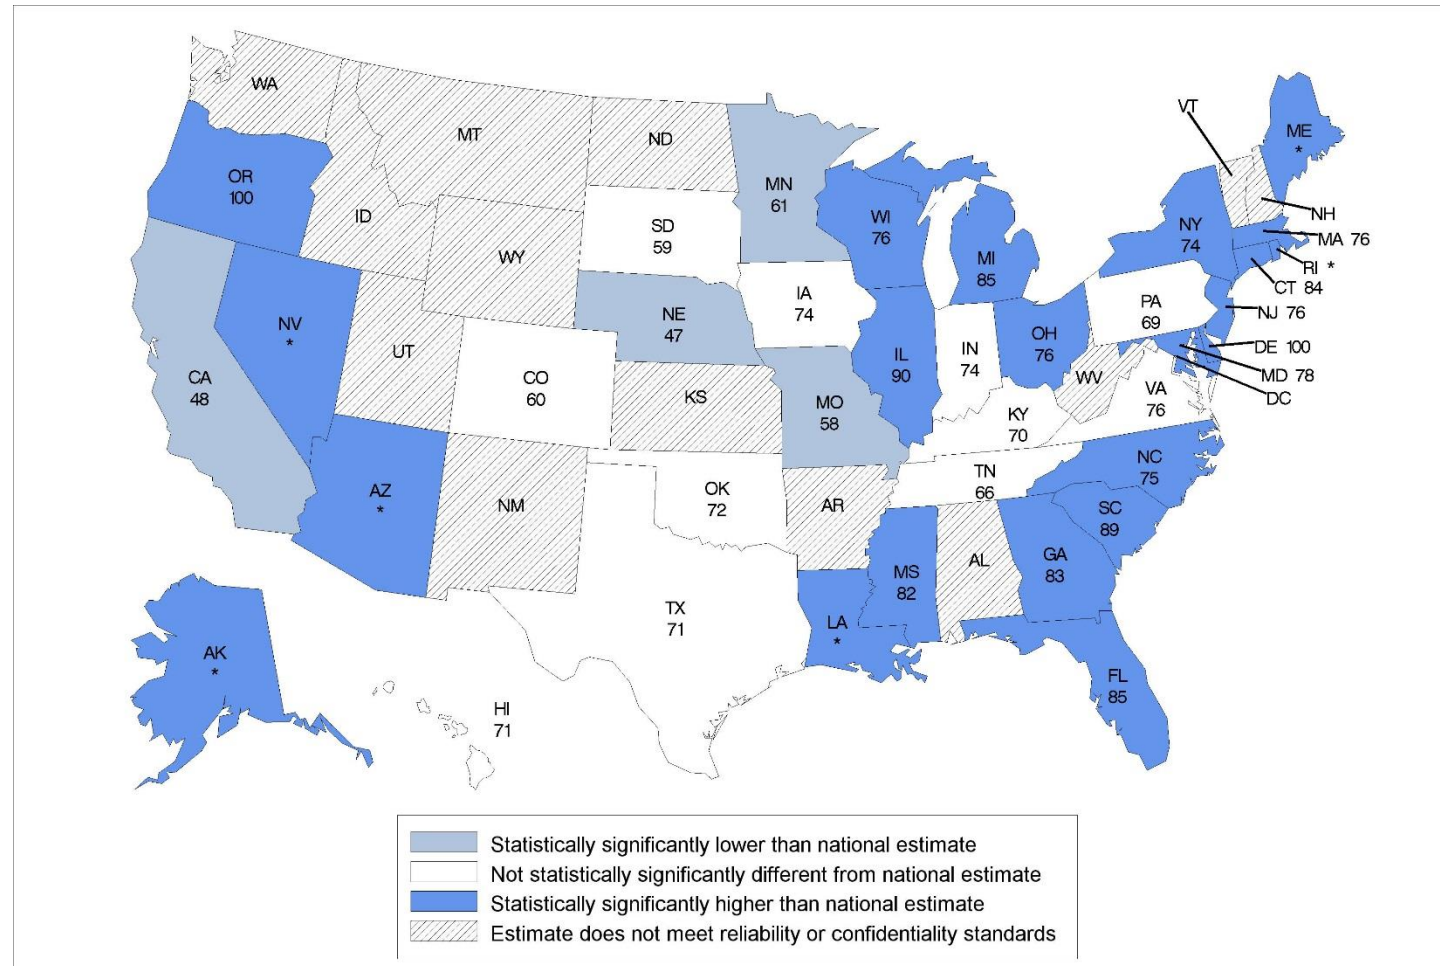 WA
MT
ND
VT
ME
*
OR
100
MN
61
ID
WI
76
NH
SD
59
NY
74
MA 76
WY
MI
85
RI *
CT 84
IA
74
PA
69
NJ 76
NV
*
NE
47
UT
OH
76
DE 100
IL
90
IN
74
MD 78
CA
48
CO
60
WV
DC
KS
MO
58
VA
76
KY
70
NC
75
TN
66
AZ
*
OK
72
NM
AR
SC
89
GA
83
AL
MS
82
TX
71
LA
*
AK
*
FL
85
HI
71
Statistically significantly lower than national estimate
Not statistically significantly different from national estimate
Statistically significantly higher than national estimate
Estimate does not meet reliability or confidentiality standards